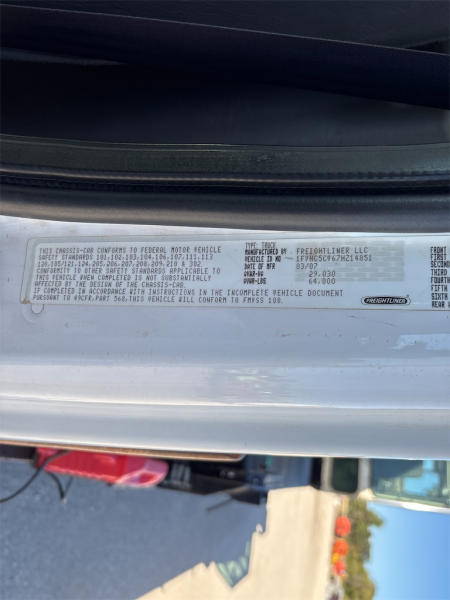 THIS CHASSIS-CAB CONFORMS TO FEDERAL MOTOR VEHICLE
SAFETY STANDARDS 101,102,103,104,106,107,111,113
120,105/121,124,205,206,207,208,209,210 & 302
CONFORMITY TO OTHER SAFETY STANDARDS APPLICABLE TO
THIS VEHICLE WHEN COMPLETED IS NOT SUBSTANTIALLY
AFFECTED BY THE DESIGN OF THE CHASSIS-CAB.
IF COMPLETED IN ACCORDANCE WITH INSTRUCTIONS IN THE INCOMPLETE VEHICLE DOCUMENT
PURSUANT TO 49CFR,PART 568,THIS VEHICLE WILL CONFORM TO FMVSS 108.
TYPE: TRUCK
MANUFACTURED BY FREIGHTLINER LLC
VEHICLE ID NO.
DATE OF MFR 03/07
GVWR-KG 29,030
GVWR-LBS 64,000
FREIGHTLINER
FRONT
SECOND
THIRD
FOURTH
FIFTH
SIXTH
REAR